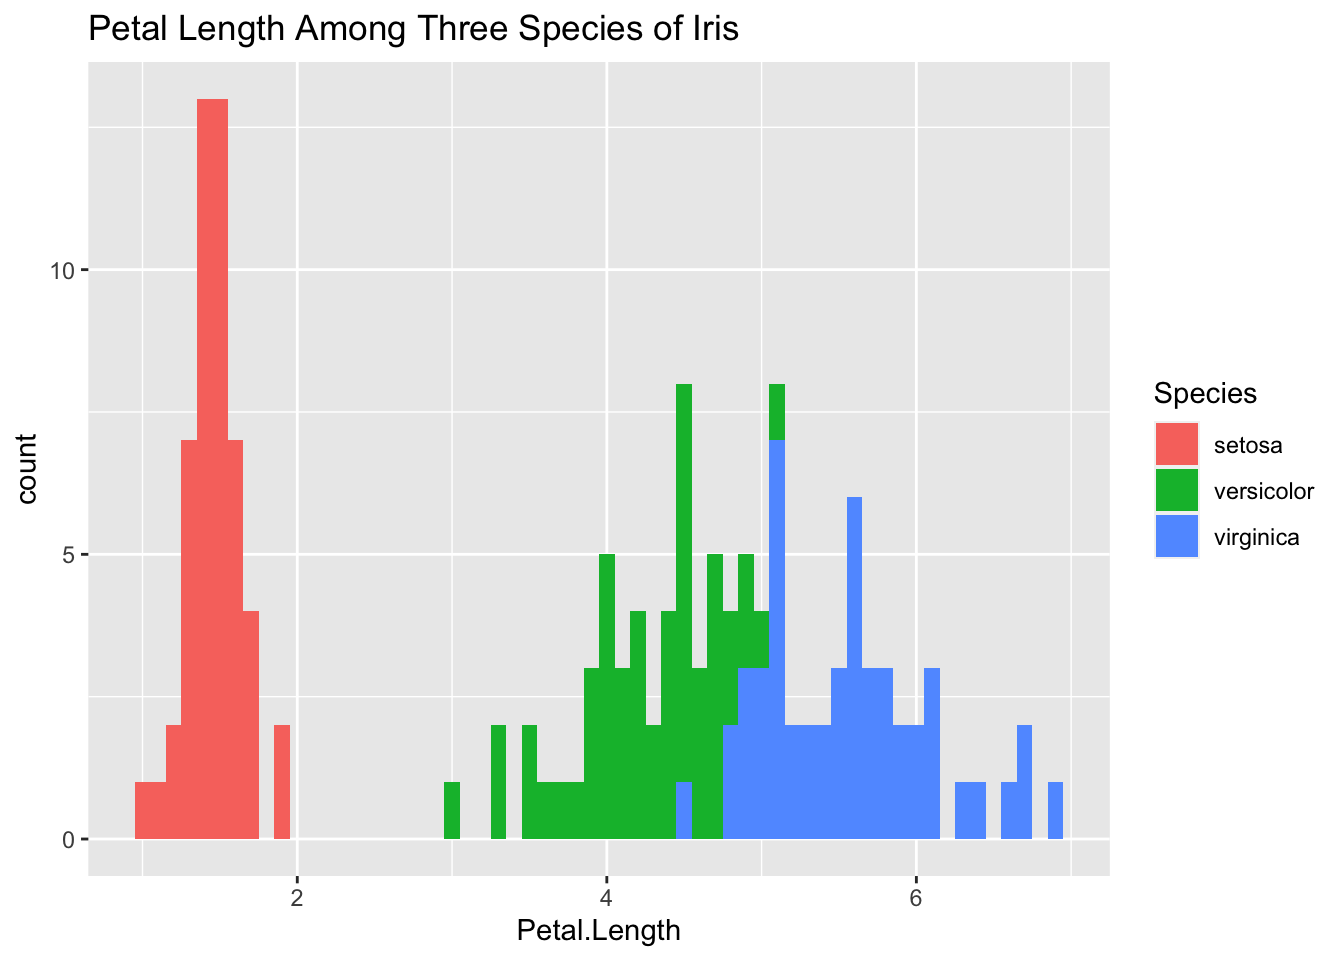 Petal Length Among Three Species of Iris
10
5
0
count
2 4 6
Petal.Length
Species
setosa
versicolor
virginica